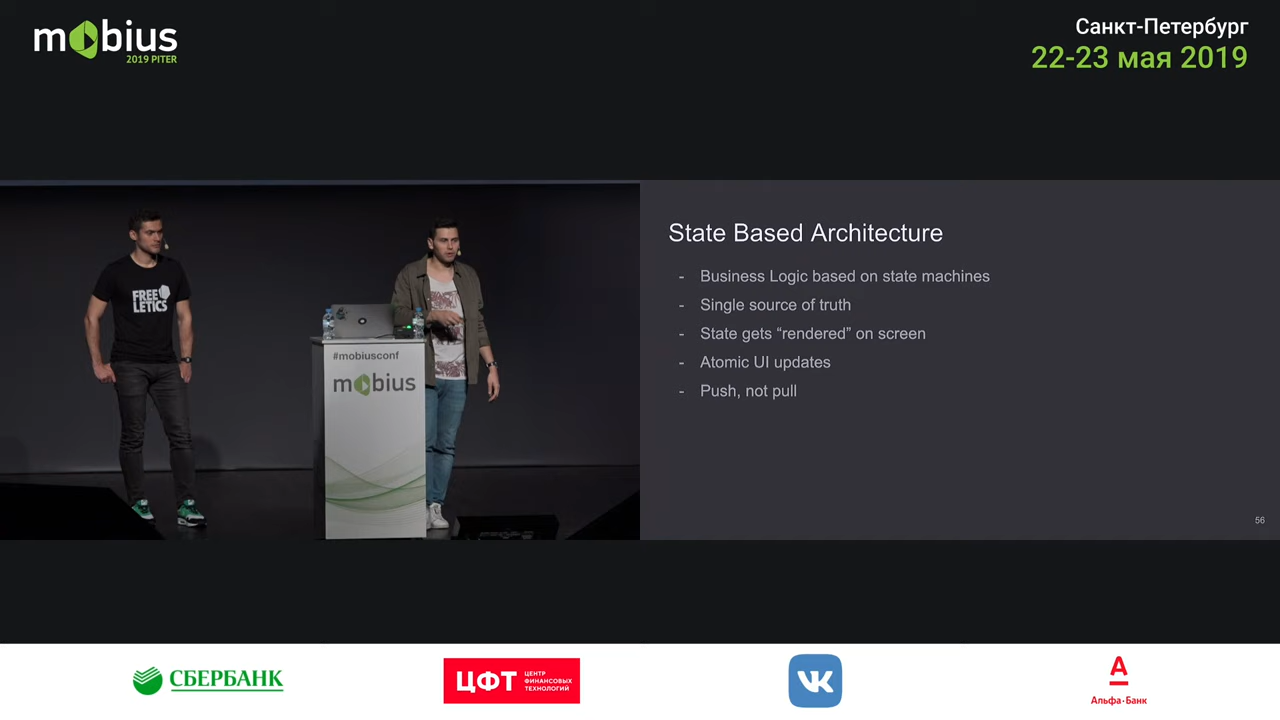 mobius
2019 PITER
Санкт-Петербург
22-23 мая 2019
FREE
LETICS
#mobiusconf
mobius
State Based Architecture
- Business Logic based on state machines
- Single source of truth
- State gets “rendered” on screen
- Atomic UI updates
- Push, not pull
56
СБЕРБАНК
ЦФТ
ЦЕНТР
ФИНАНСОВЫХ
ТЕХНОЛОГИЙ
VK
А
Альфа·Банк